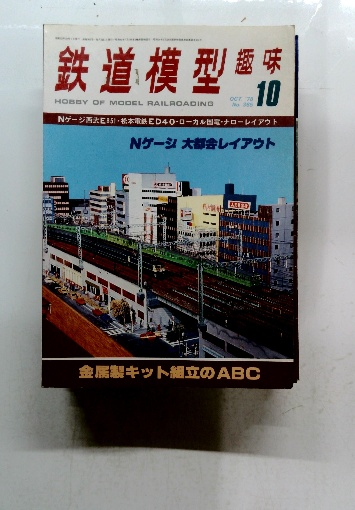 鉄道模型趣味
HOBBY OF MODEL RAILROADING
OCT. '78
10
Nゲージ西武E851・松本電鉄ED40・ローカル国電・ナローレイアウト
Nゲージ 大都会レイアウト
金属製キット組立のABC